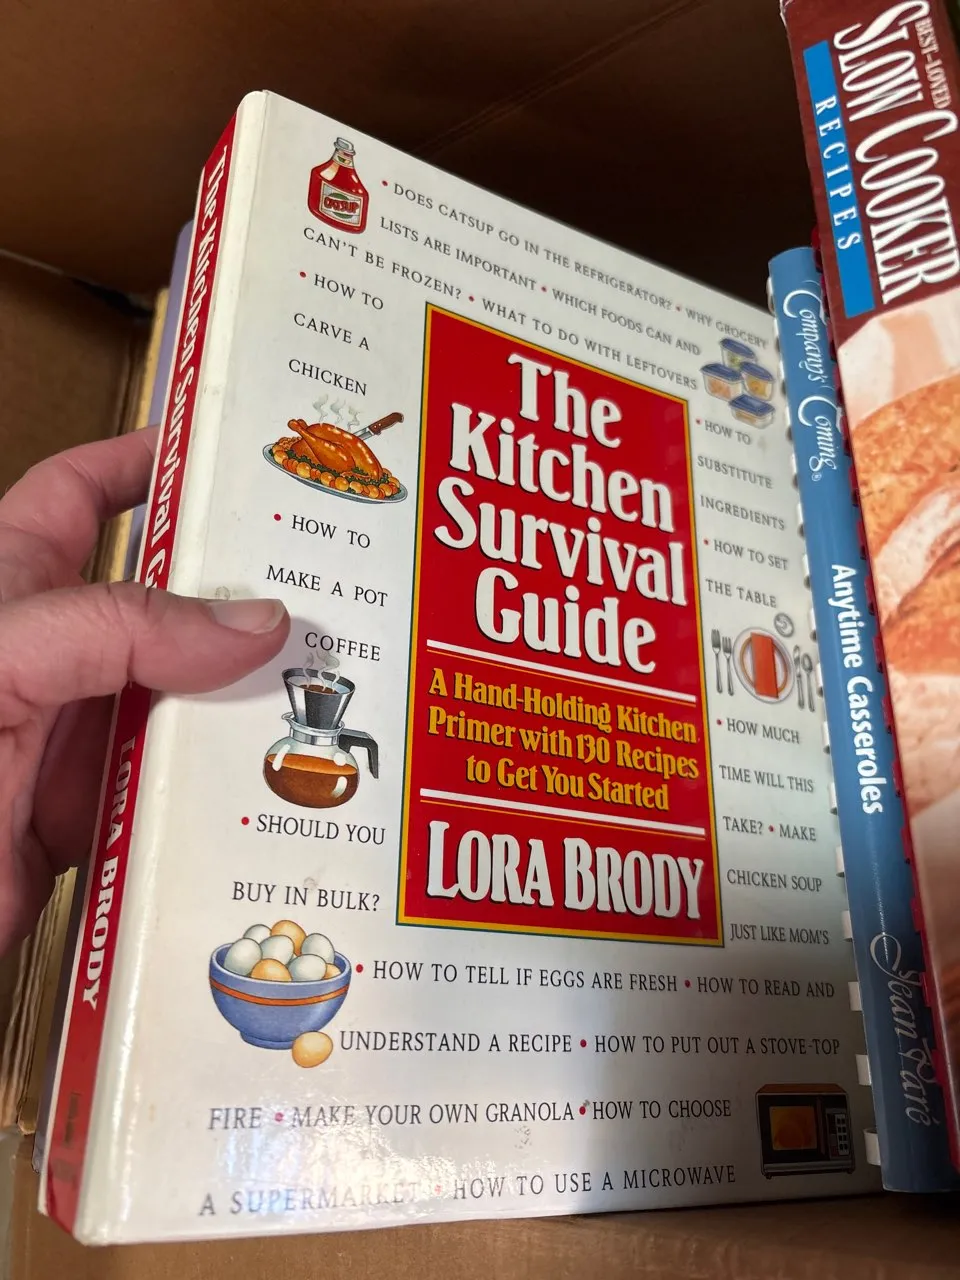 • DOES CATSUP GO IN THE REFRIGERATOR? • WHY GROCERY
LISTS ARE IMPORTANT • WHICH FOODS CAN AND
CAN'T BE FROZEN? • WHAT TO DO WITH LEFTOVERS
• HOW TO
CARVE A
CHICKEN
• HOW TO
MAKE A POT
COFFEE
• SHOULD YOU
BUY IN BULK?
• HOW TO
SUBSTITUTE
INGREDIENTS
• HOW TO SET
THE TABLE
• HOW MUCH
TIME WILL THIS
TAKE? • MAKE
CHICKEN SOUP
JUST LIKE MOM'S
• HOW TO TELL IF EGGS ARE FRESH • HOW TO READ AND
UNDERSTAND A RECIPE • HOW TO PUT OUT A STOVE-TOP
FIRE • MAKE YOUR OWN GRANOLA • HOW TO CHOOSE
A SUPERMARKET • HOW TO USE A MICROWAVE
CATSUP
The
Kitchen
Survival
Guide
A Hand-Holding Kitchen
Primer with 130 Recipes
to Get You Started
LORA BRODY
The Kitchen Survival G
LORA BRODY
Company's Coming®
Anytime Casseroles
Jean Paré
BEST-LOVED
SLOW COOKER
RECIPES